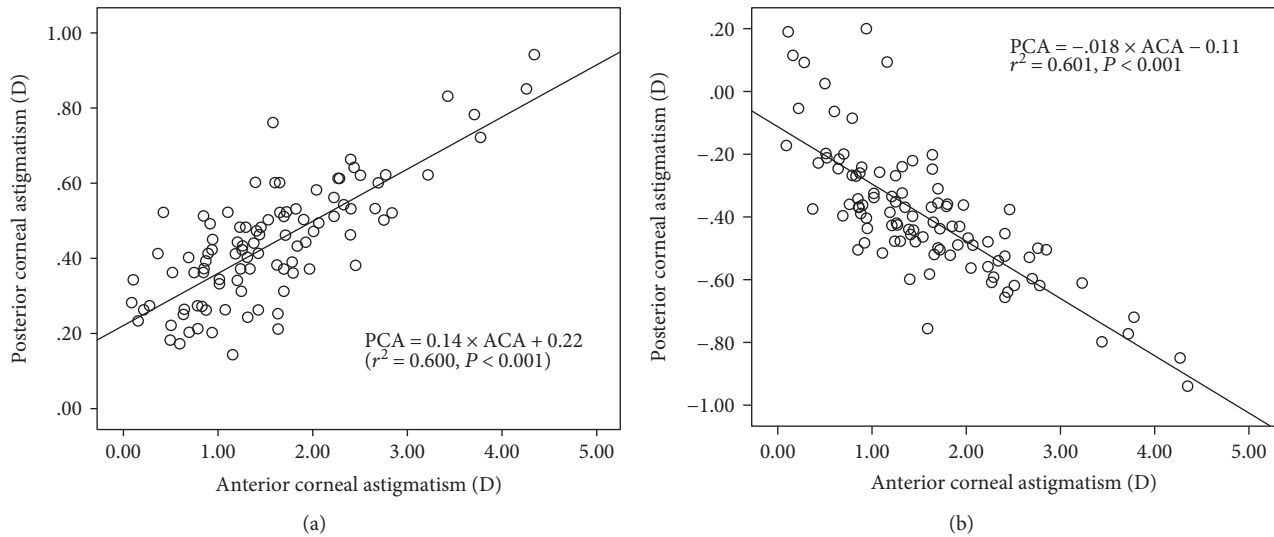 1.00
.80
.60
.40
.20
.00
Posterior corneal astigmatism (D)
PCA = 0.14 × ACA + 0.22
(r² = 0.600, P < 0.001)
0.00 1.00 2.00 3.00 4.00 5.00
Anterior corneal astigmatism (D)
(a)
.20
.00
−.20
−.40
−.60
−.80
−1.00
Posterior corneal astigmatism (D)
PCA = −.018 × ACA − 0.11
r² = 0.601, P < 0.001
0.00 1.00 2.00 3.00 4.00 5.00
Anterior corneal astigmatism (D)
(b)